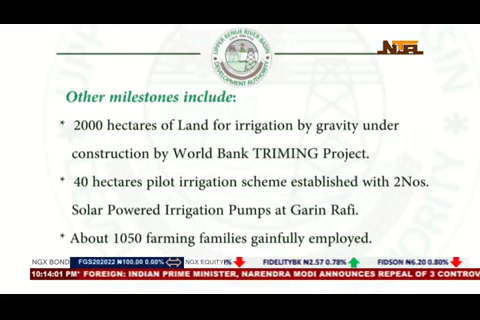 UPPER BENUE RIVER BASIN
DEVELOPMENT AUTHORITY
Other milestones include:
* 2000 hectares of Land for irrigation by gravity under
construction by World Bank TRIMING Project.
* 40 hectares pilot irrigation scheme established with 2Nos.
Solar Powered Irrigation Pumps at Garin Rafi.
* About 1050 farming families gainfully employed.
NGX BOND FGS202022 ₦100.00 0.00% NGX EQUITY % FIDELITYBK ₦2.57 0.78% FIDSON ₦6.20 0.80%
10:14:01 PM * FOREIGN: INDIAN PRIME MINISTER, NARENDRA MODI ANNOUNCES REPEAL OF 3 CONTROV